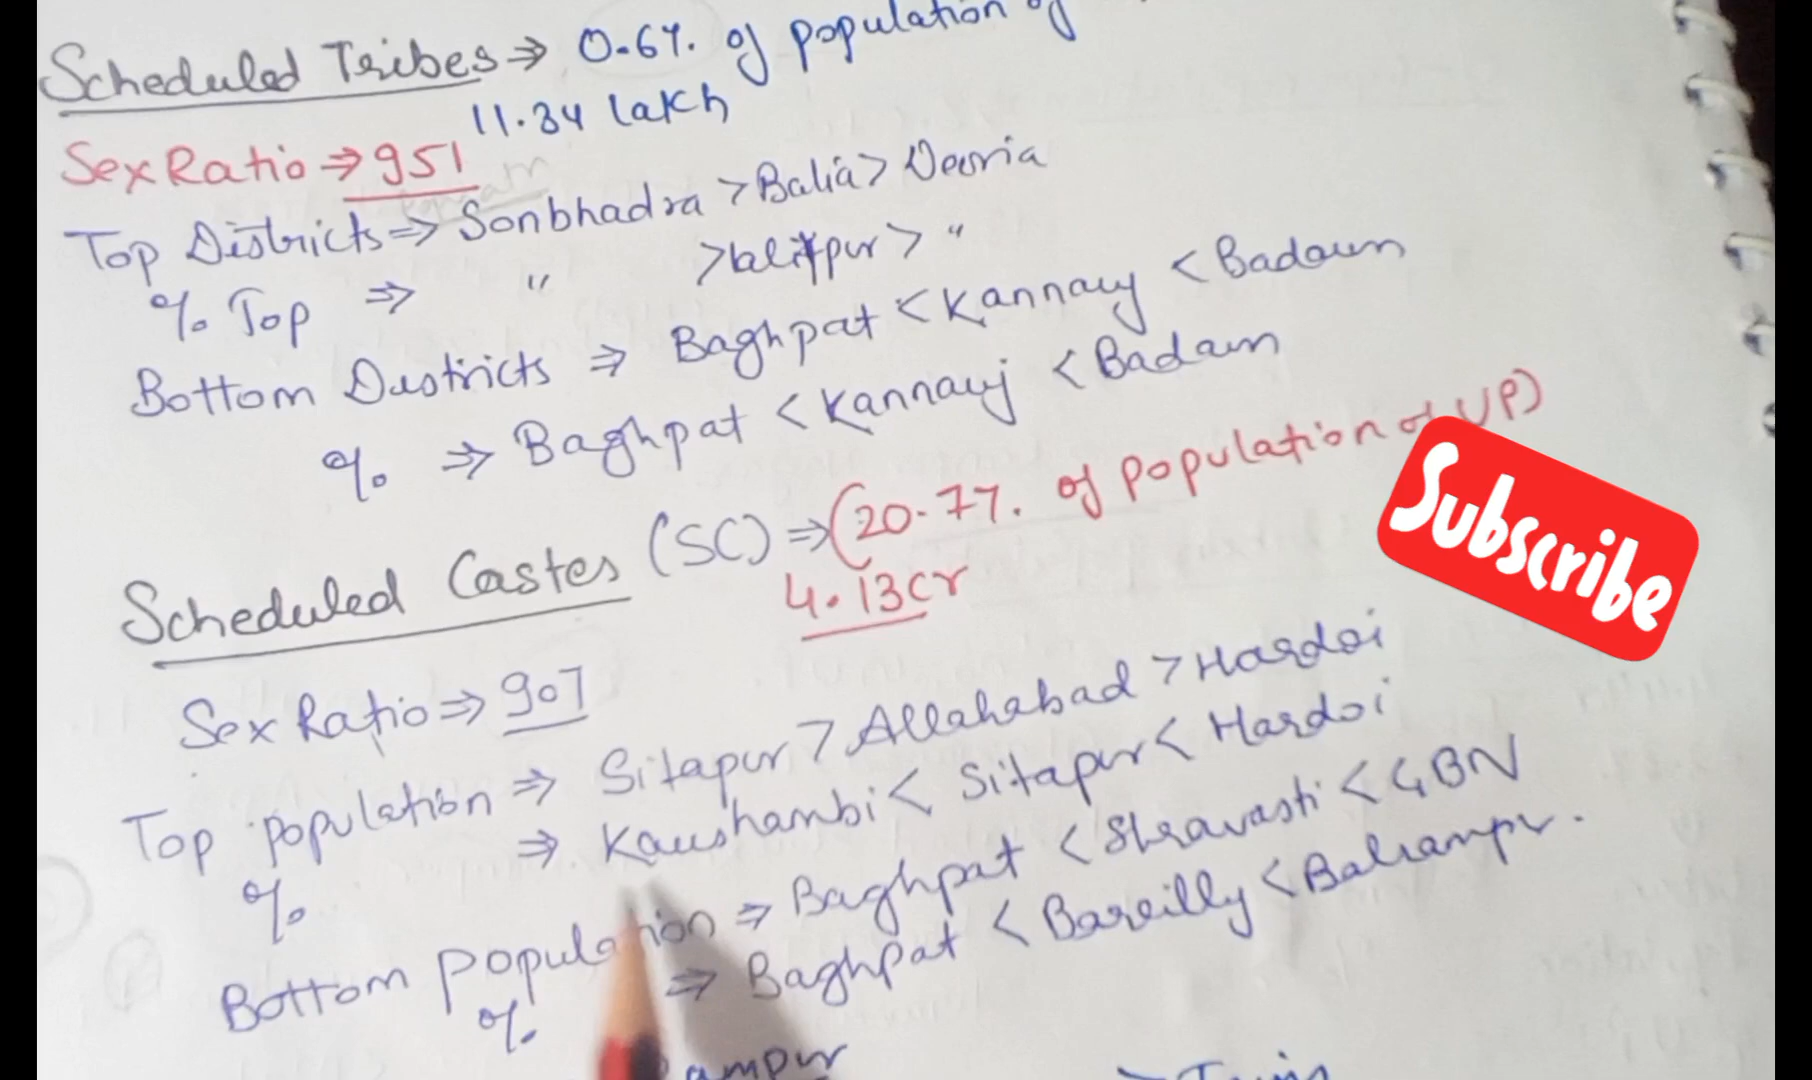 Scheduled Tribes ⇒ 0.6%. of population of
11.34 lakh
Sex Ratio ⇒ 951
Top Districts ⇒ Sonbhadra > Balia > Deoria
% Top ⇒ " > lalitpur > "
Bottom Districts ⇒ Baghpat < Kannauj < Badaun
% ⇒ Baghpat < Kannauj < Badaun
Scheduled Castes (SC) ⇒ (20.7%. of population of UP)
4.13cr
Subscribe
Sex Ratio ⇒ 907
Top population ⇒ Sitapur > Allahabad > Hardoi
% ⇒ Kaushambi < Sitapur < Hardoi
Bottom population ⇒ Baghpat < Shravasti < GBN
% ⇒ Baghpat < Bareilly < Balrampur.